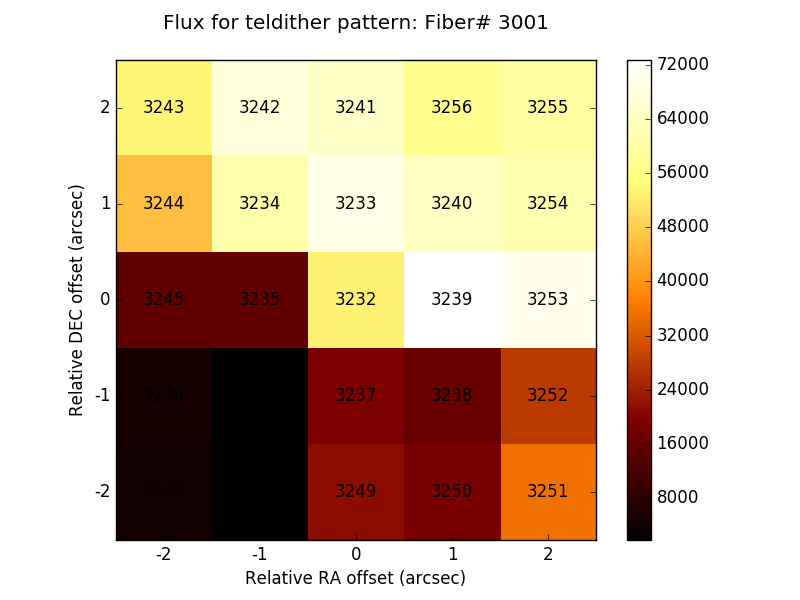 Flux for teldither pattern: Fiber# 3001
72000
2 3243 3242 3241 3256 3255
64000
56000
1 3244 3234 3233 3240 3254
48000
Relative DEC offset (arcsec)
40000
0 3245 3235 3232 3239 3253
32000
-1 3246 3237 3238 3252
24000
16000
-2 3247 3249 3250 3251
8000
-2 -1 0 1 2
Relative RA offset (arcsec)